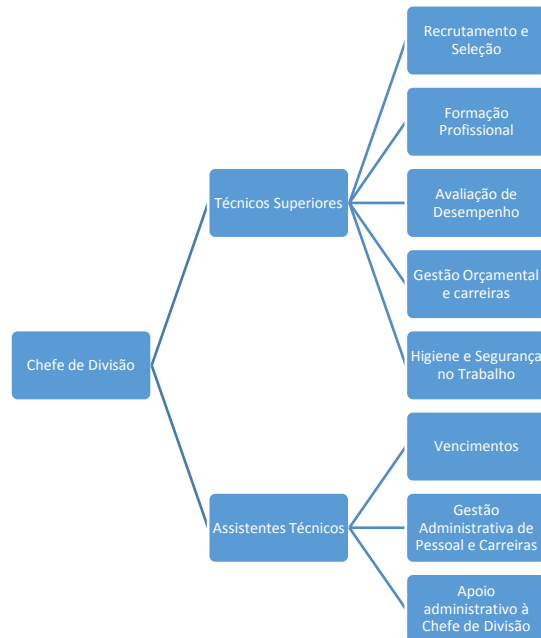 Recrutamento e
Seleção
Formação
Profissional
Técnicos Superiores
Avaliação de
Desempenho
Gestão Orçamental
e carreiras
Chefe de Divisão
Higiene e Segurança
no Trabalho
Vencimentos
Assistentes Técnicos
Gestão
Administrativa de
Pessoal e Carreiras
Apoio
administrativo à
Chefe de Divisão